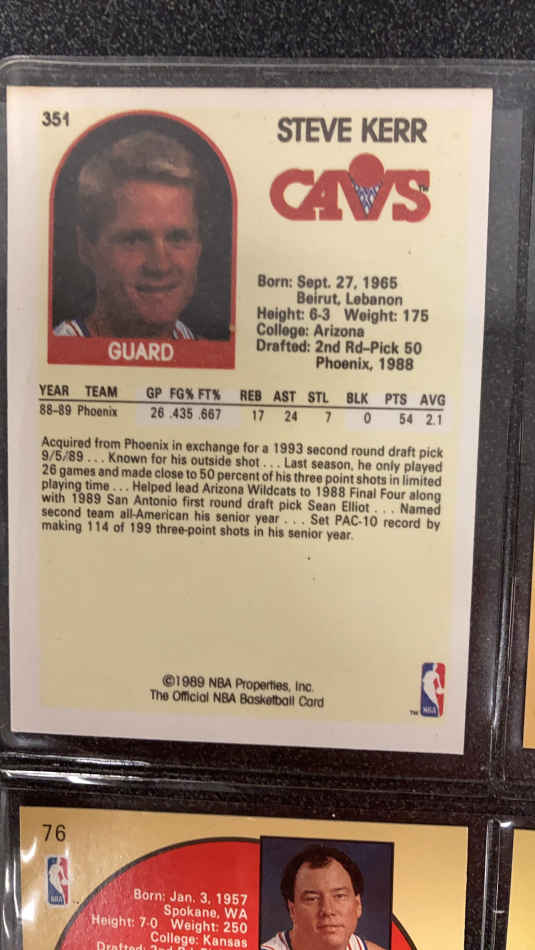 351
STEVE KERR
CAVS
TM
Born: Sept. 27, 1965
Beirut, Lebanon
Height: 6-3 Weight: 175
College: Arizona
Drafted: 2nd Rd-Pick 50
Phoenix, 1988
GUARD
YEAR TEAM GP FG% FT% REB AST STL BLK PTS AVG
88-89 Phoenix 26 .435 .667 17 24 7 0 54 2.1
Acquired from Phoenix in exchange for a 1993 second round draft pick
9/5/89 . . . Known for his outside shot . . . Last season, he only played
26 games and made close to 50 percent of his three point shots in limited
playing time . . . Helped lead Arizona Wildcats to 1988 Final Four along
with 1989 San Antonio first round draft pick Sean Elliot . . . Named
second team all-American his senior year . . . Set PAC-10 record by
making 114 of 199 three-point shots in his senior year.
©1989 NBA Properties, Inc.
The Official NBA Basketball Card
TM NBA
76
NBA
Born: Jan. 3, 1957
Spokane, WA
Height: 7-0 Weight: 250
College: Kansas
Drafted: 2nd